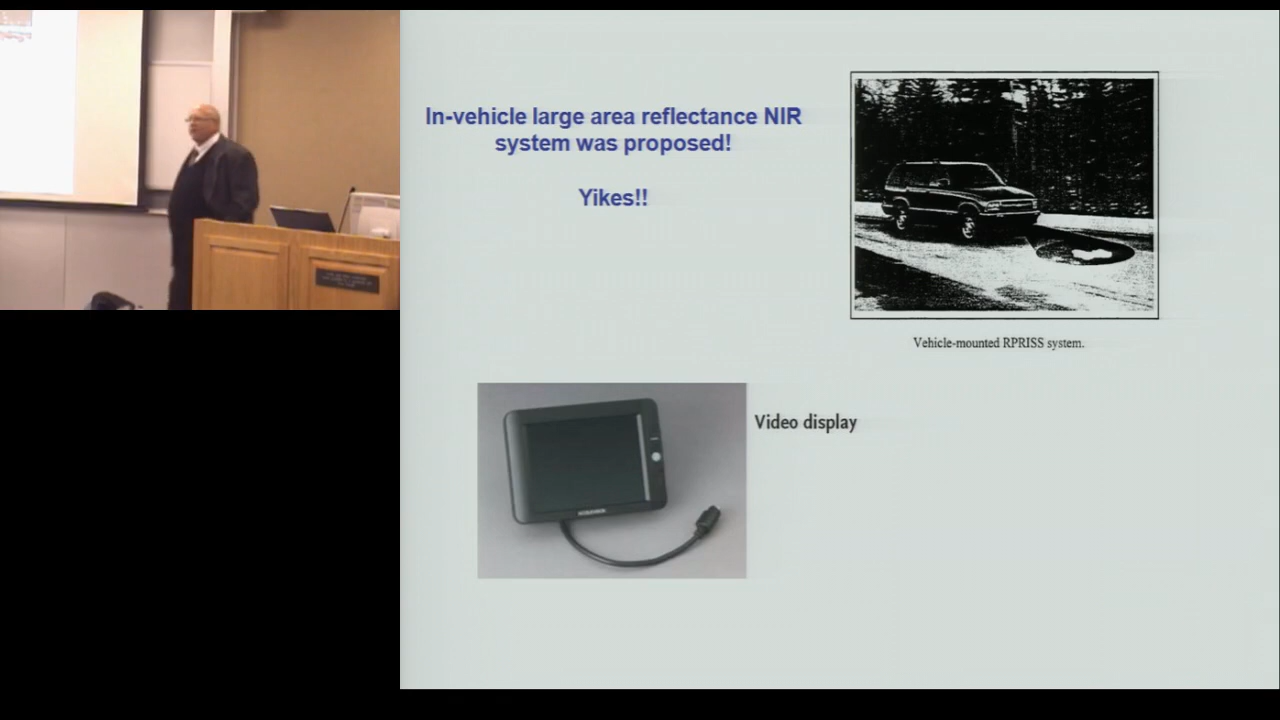 In-vehicle large area reflectance NIR
system was proposed!
Yikes!!
Vehicle-mounted RPRISS system.
Video display